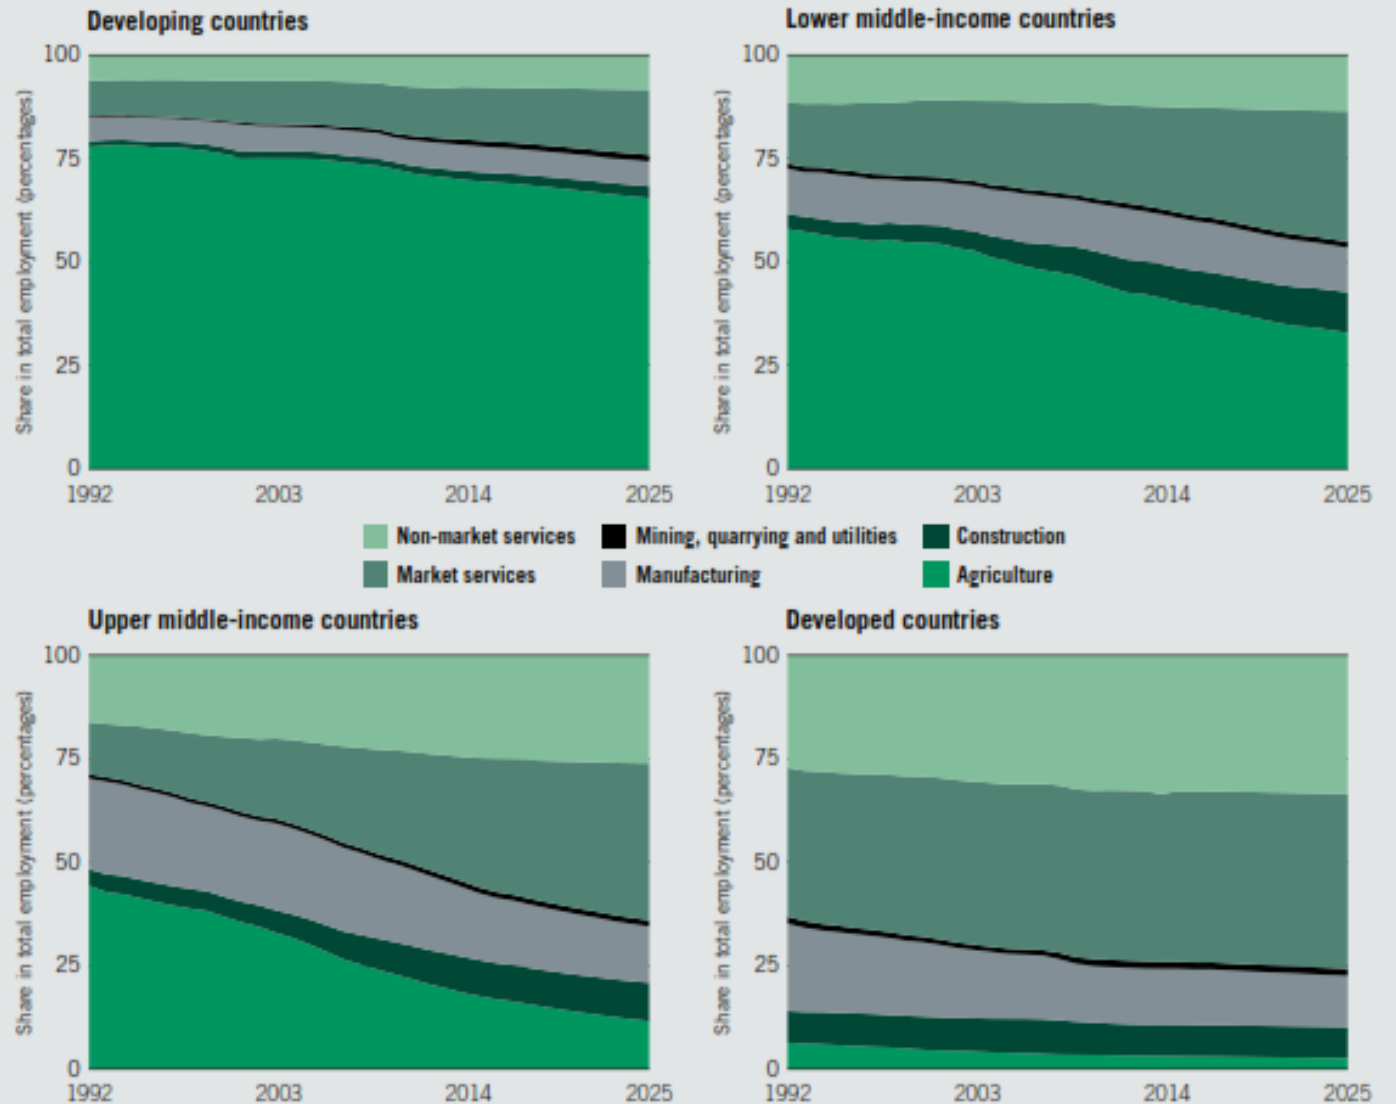 Developing countries
Lower middle-income countries
Share in total employment (percentages)
100
75
50
25
0
1992 2003 2014 2025
Share in total employment (percentages)
100
75
50
25
0
1992 2003 2014 2025
Non-market services Mining, quarrying and utilities Construction
Market services Manufacturing Agriculture
Upper middle-income countries
Developed countries
Share in total employment (percentages)
100
75
50
25
0
1992 2003 2014 2025
Share in total employment (percentages)
100
75
50
25
0
1992 2003 2014 2025